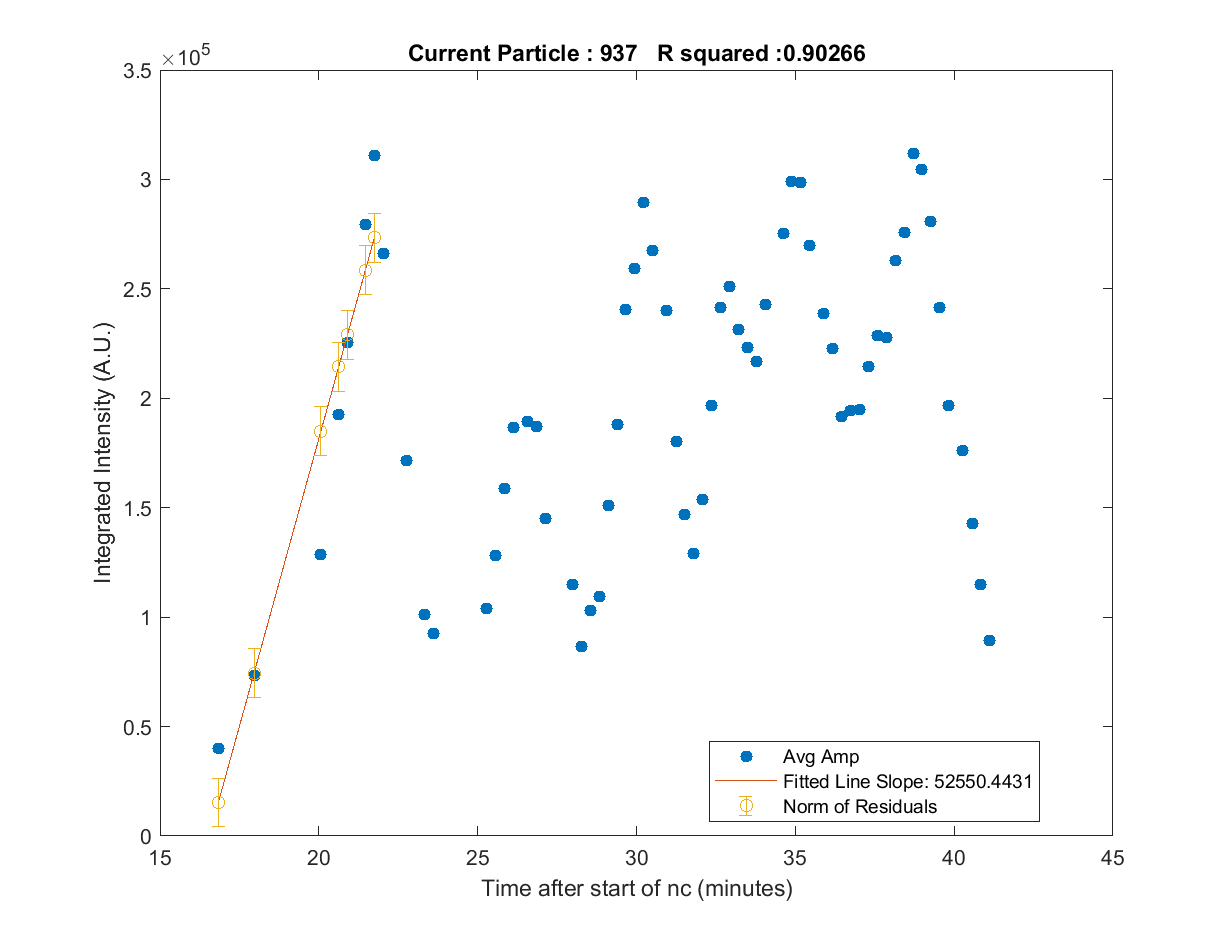 Current Particle : 937   R squared :0.90266
×10^5
3.5
3
2.5
2
1.5
1
0.5
0
Integrated Intensity (A.U.)
15 20 25 30 35 40 45
Time after start of nc (minutes)
Avg Amp
Fitted Line Slope: 52550.4431
Norm of Residuals